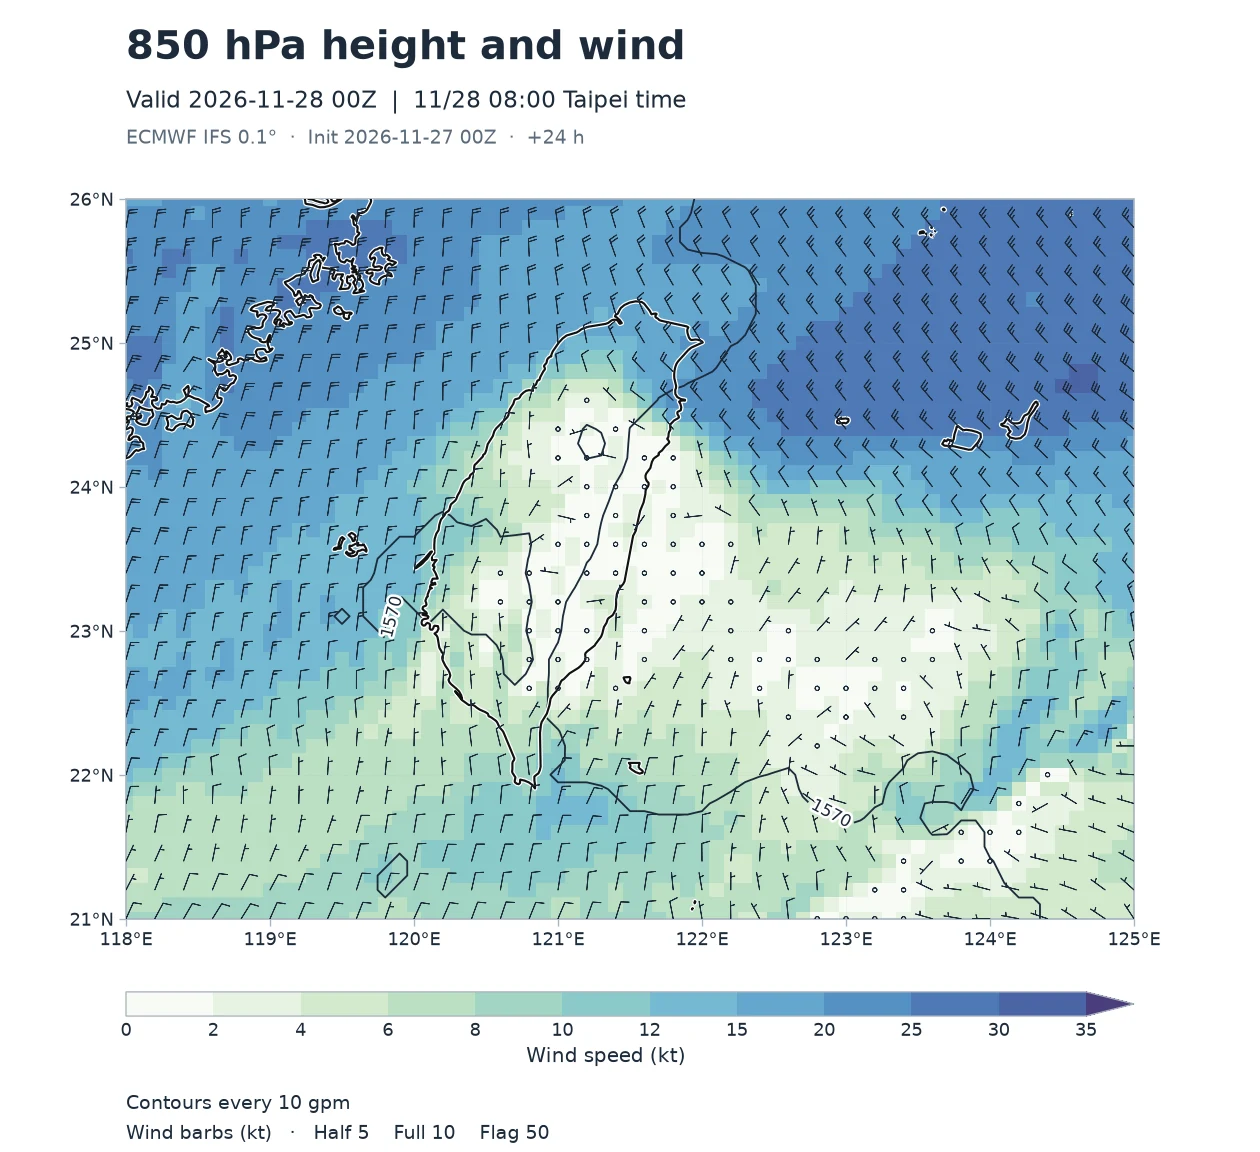 850 hPa height and wind
Valid 2026-11-28 00Z | 11/28 08:00 Taipei time
ECMWF IFS 0.1° · Init 2026-11-27 00Z · +24 h
26°N
25°N
24°N
23°N
22°N
21°N
1570
1570
118°E 119°E 120°E 121°E 122°E 123°E 124°E 125°E
0 2 4 6 8 10 12 15 20 25 30 35
Wind speed (kt)
Contours every 10 gpm
Wind barbs (kt) · Half 5 Full 10 Flag 50